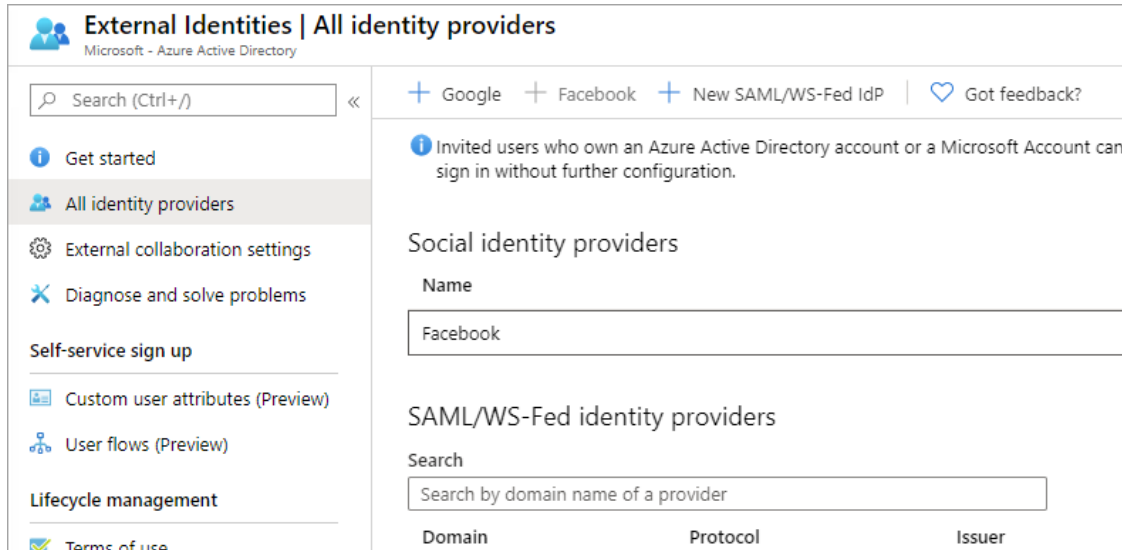 External Identities | All identity providers
Microsoft - Azure Active Directory
Search (Ctrl+/)
«
Get started
All identity providers
External collaboration settings
Diagnose and solve problems
Self-service sign up
Custom user attributes (Preview)
User flows (Preview)
Lifecycle management
Terms of use
Google
Facebook
New SAML/WS-Fed IdP
Got feedback?
Invited users who own an Azure Active Directory account or a Microsoft Account can
sign in without further configuration.
Social identity providers
Name
Facebook
SAML/WS-Fed identity providers
Search
Search by domain name of a provider
Domain Protocol Issuer